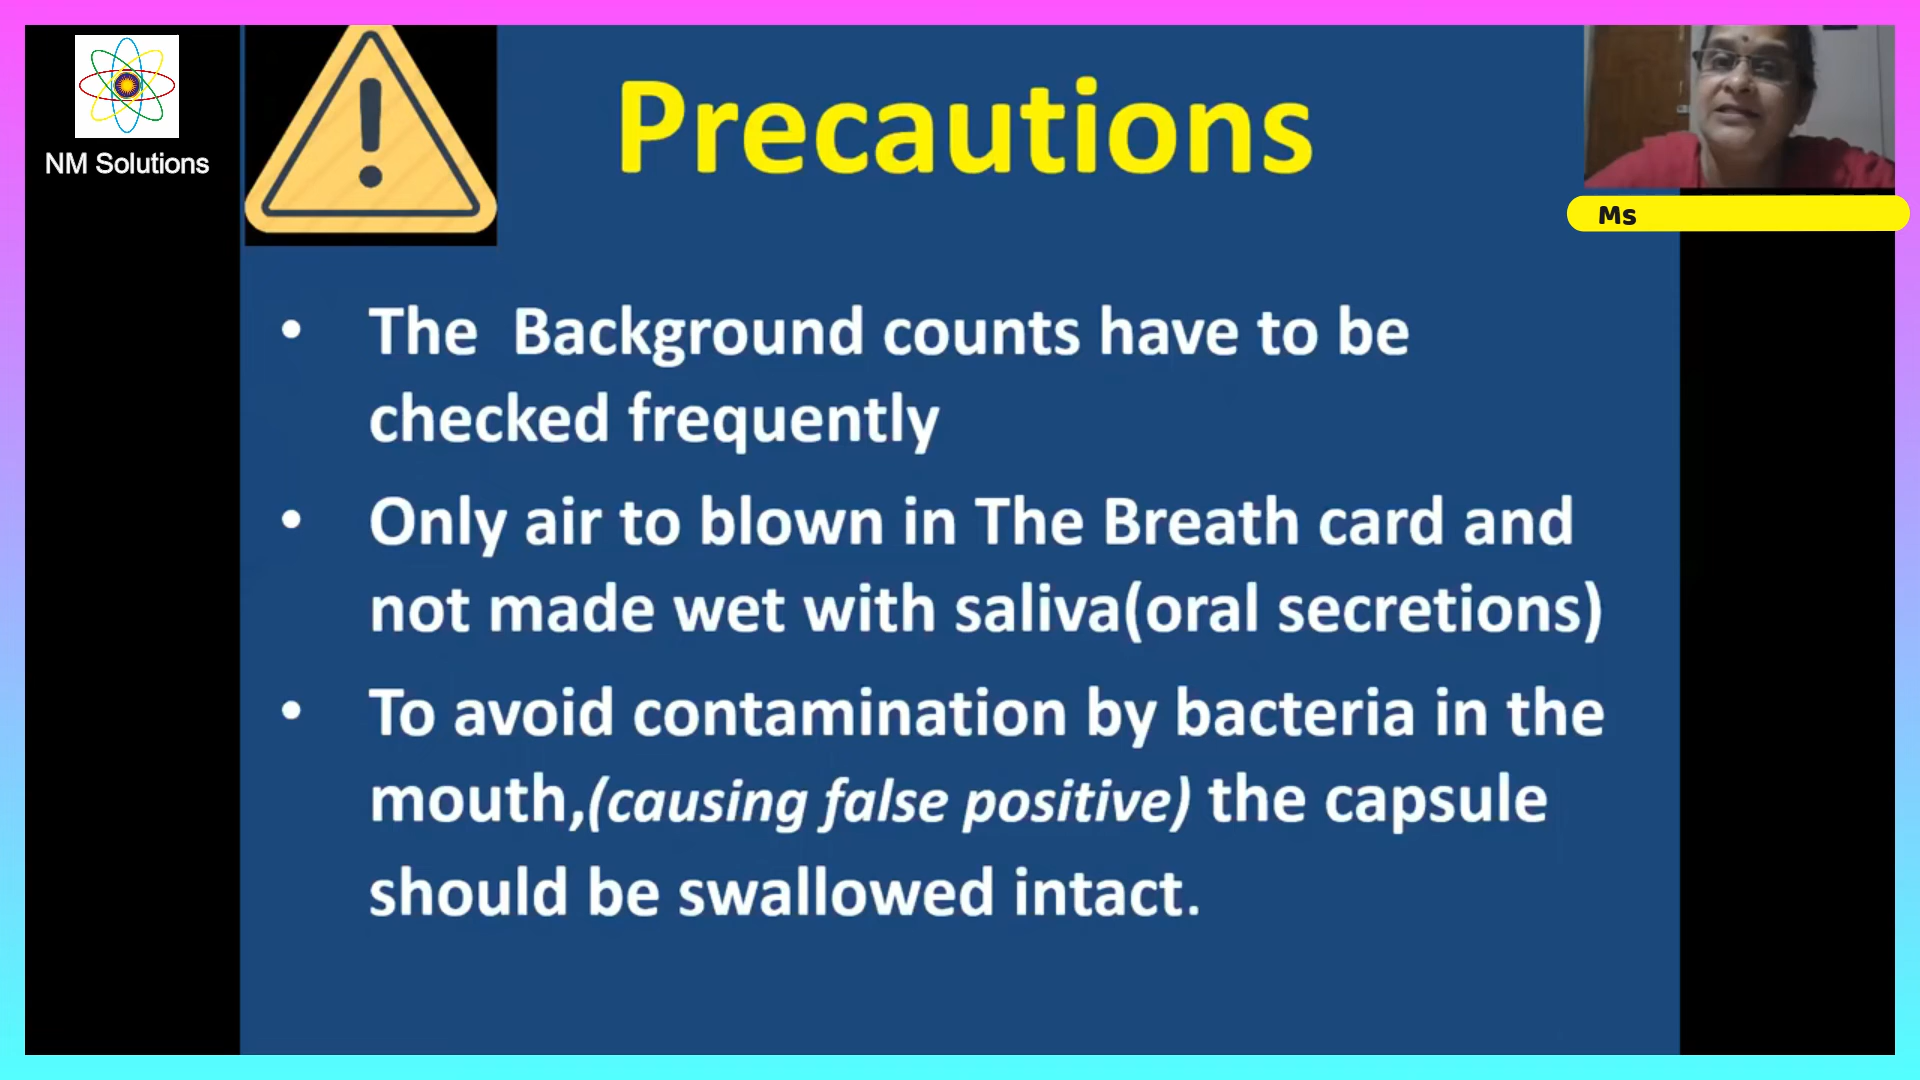 NM Solutions
Precautions
Ms
• The Background counts have to be
checked frequently
• Only air to blown in The Breath card and
not made wet with saliva(oral secretions)
• To avoid contamination by bacteria in the
mouth,(causing false positive) the capsule
should be swallowed intact.